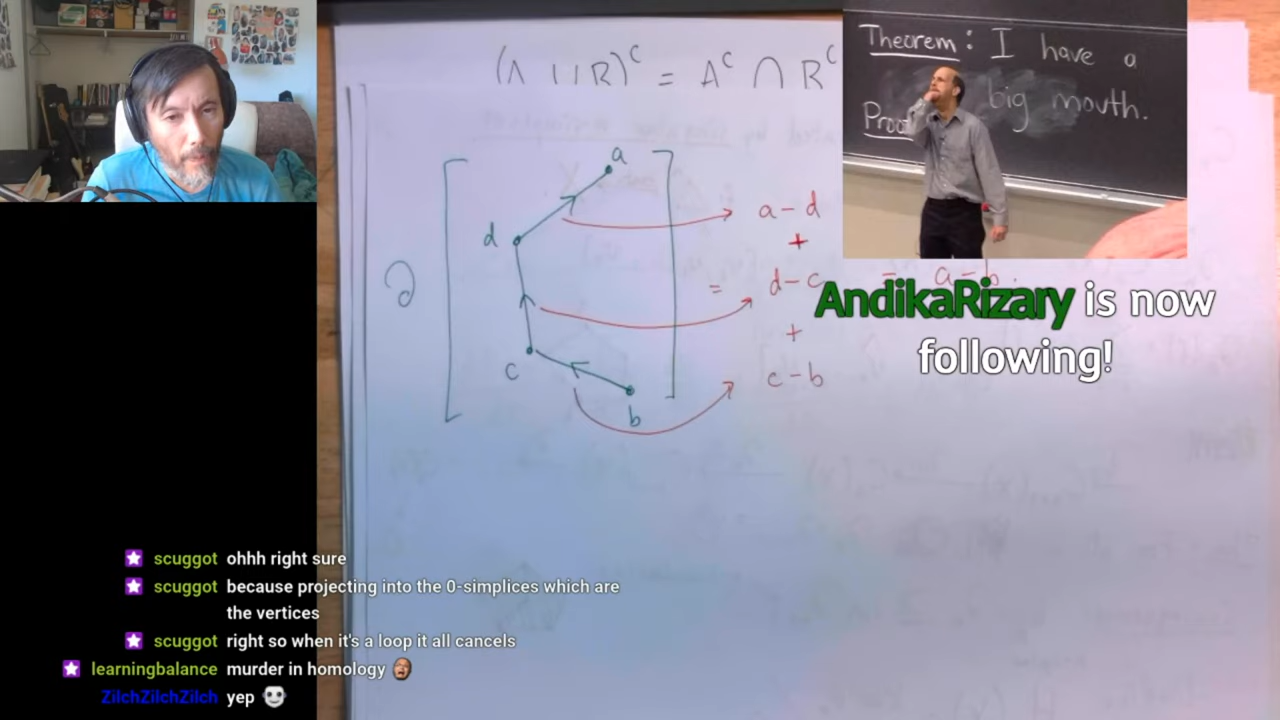 (A ∪ B)ᶜ = Aᶜ ∩ Bᶜ
Theorem: I have a
big mouth.
Proof
a
d
∂
c
b
a-d
+
= d-c = a-b.
+
c-b
AndikaRizary is now
following!
scuggot ohhh right sure
scuggot because projecting into the 0-simplices which are
the vertices
scuggot right so when it's a loop it all cancels
learningbalance murder in homology
ZilchZilchZilch yep